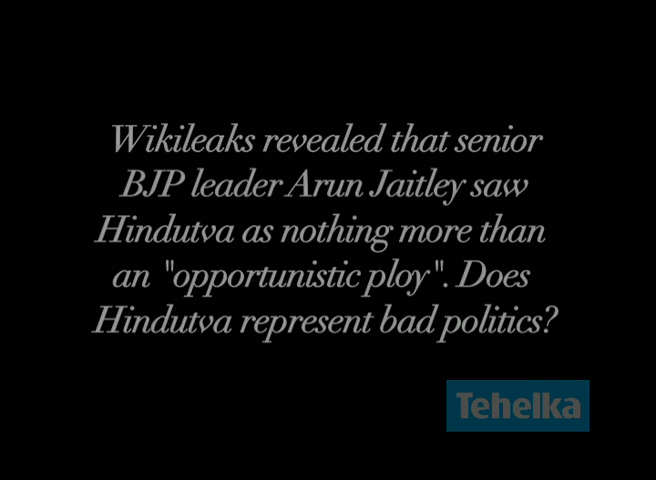 Wikileaks revealed that senior
BJP leader Arun Jaitley saw
Hindutva as nothing more than
an "opportunistic ploy". Does
Hindutva represent bad politics?
Tehelka